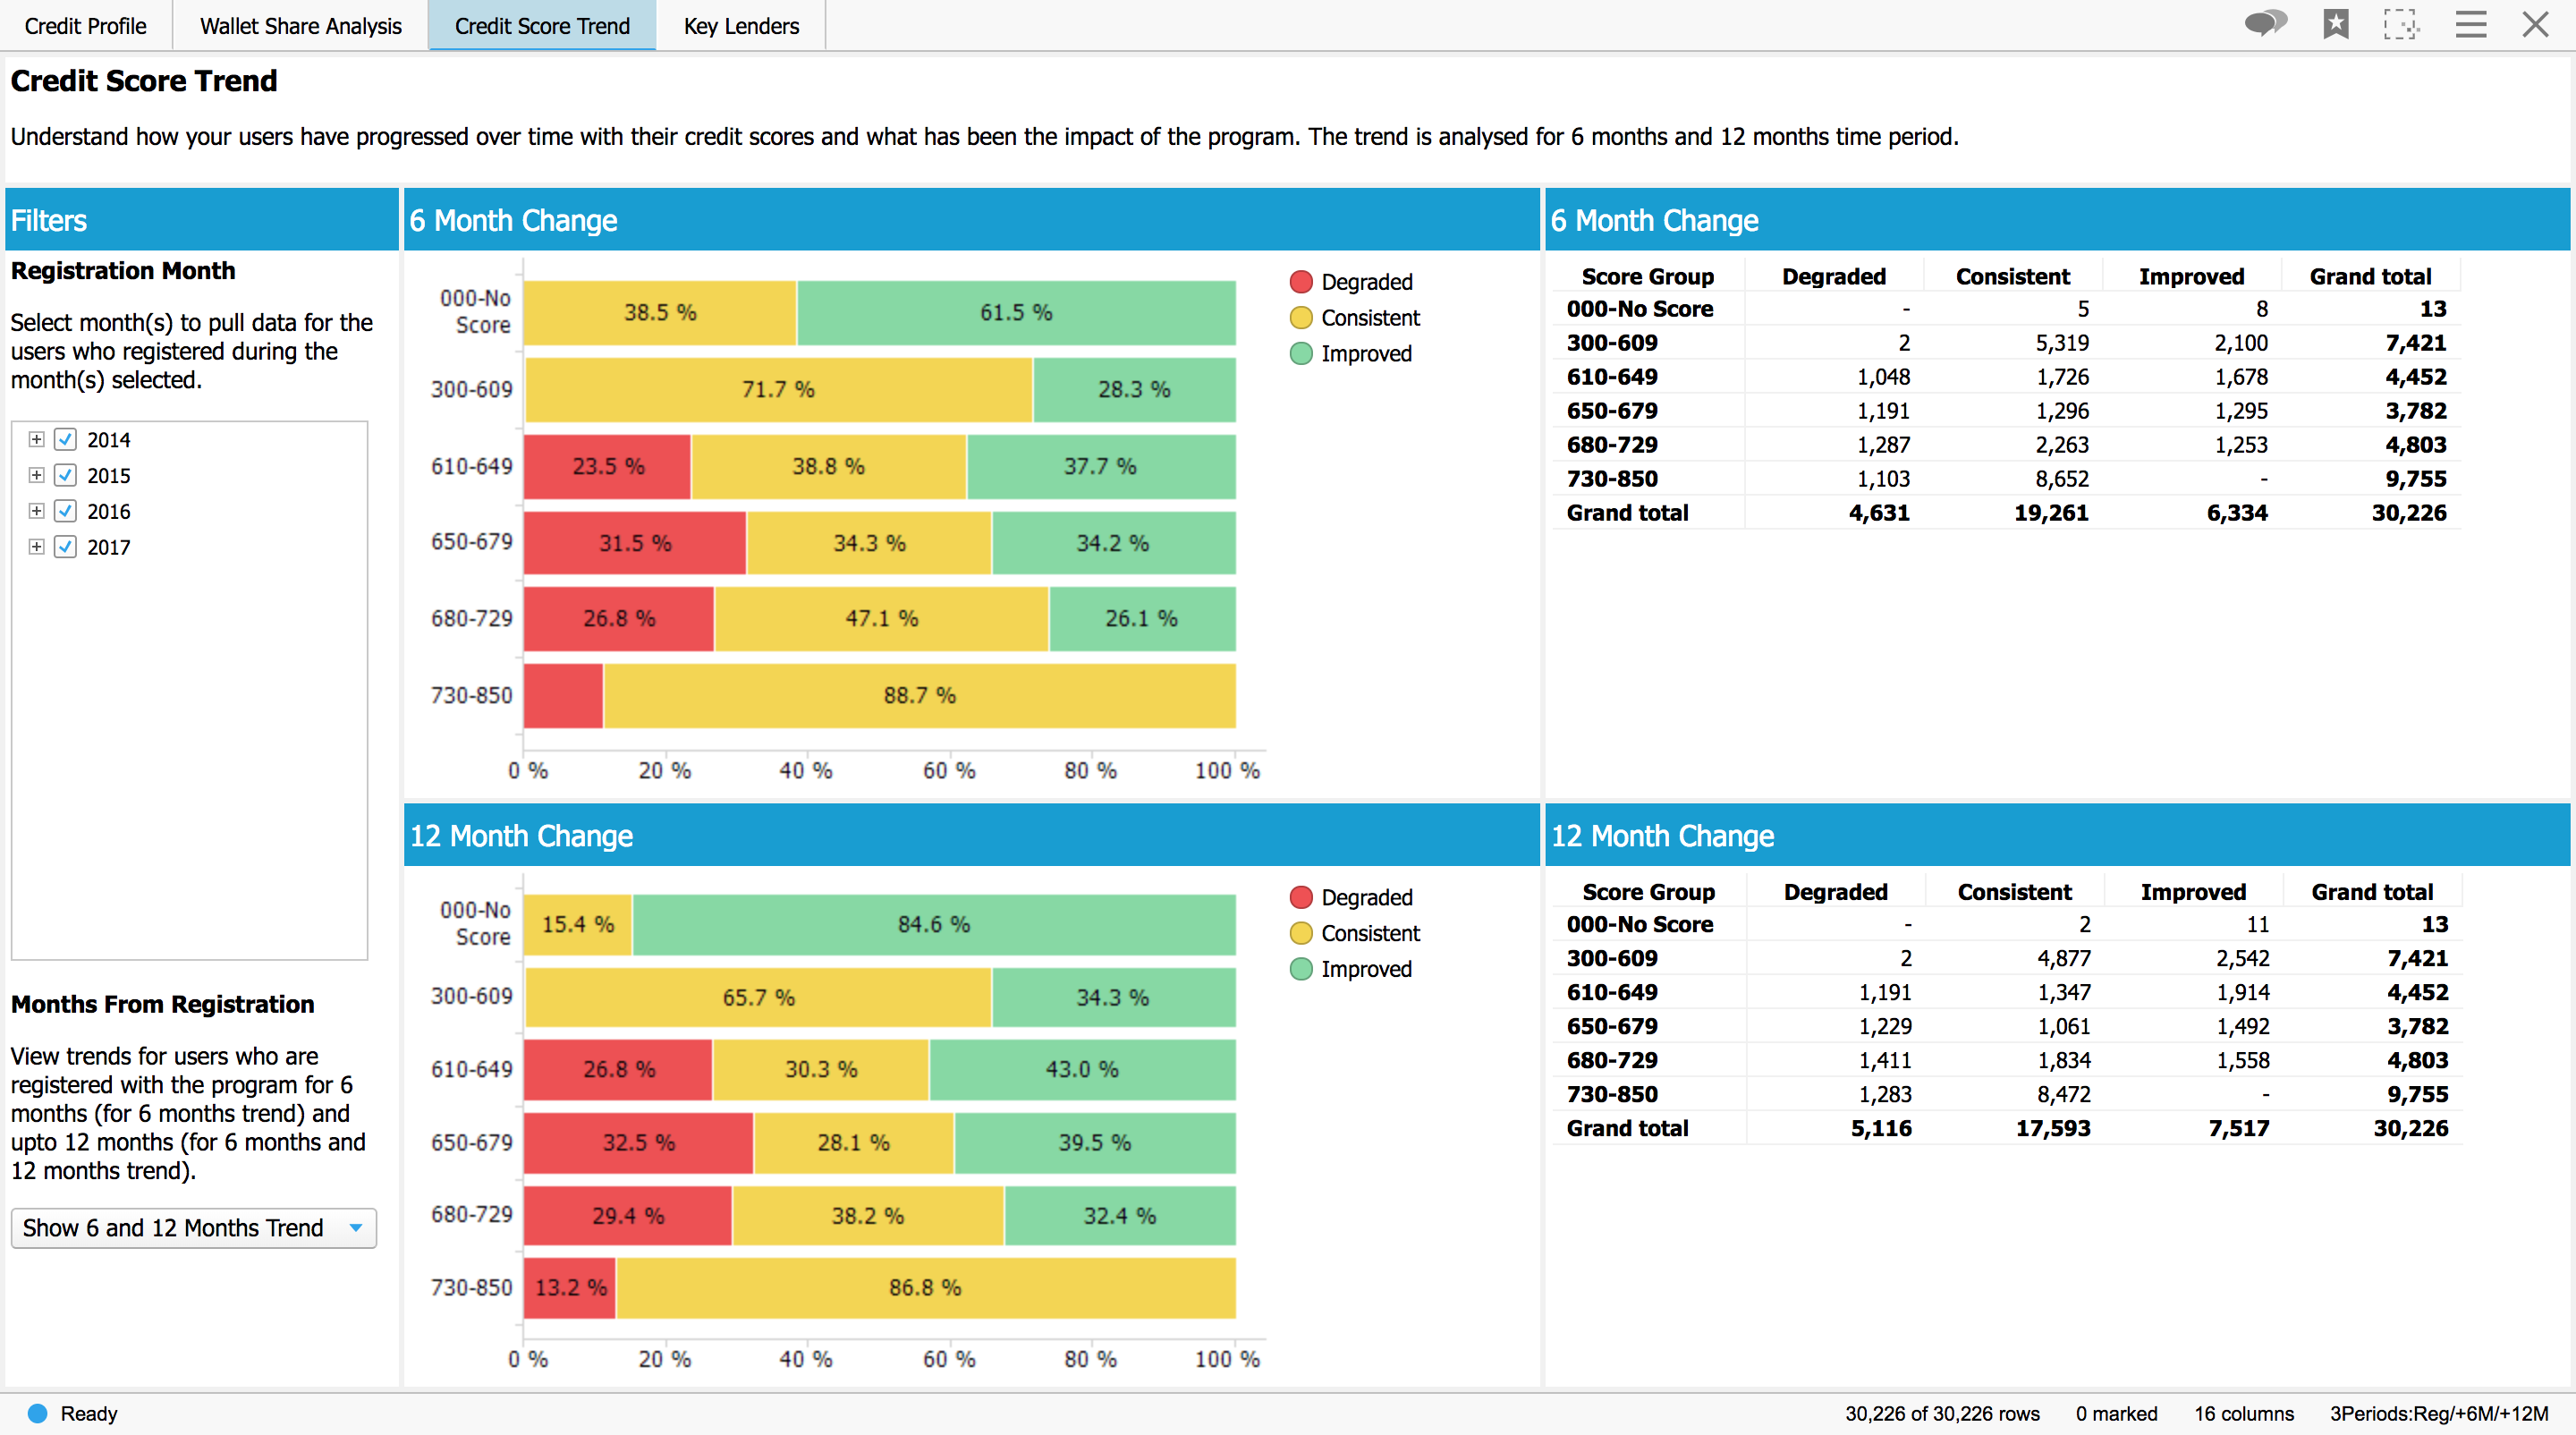 Credit Profile
Wallet Share Analysis
Credit Score Trend
Key Lenders
Credit Score Trend
Understand how your users have progressed over time with their credit scores and what has been the impact of the program. The trend is analysed for 6 months and 12 months time period.
Filters
Registration Month
Select month(s) to pull data for the
users who registered during the
month(s) selected.
2014
2015
2016
2017
Months From Registration
View trends for users who are
registered with the program for 6
months (for 6 months trend) and
upto 12 months (for 6 months and
12 months trend).
Show 6 and 12 Months Trend
6 Month Change
000-No
Score
38.5 % 61.5 %
300-609 71.7 % 28.3 %
610-649 23.5 % 38.8 % 37.7 %
650-679 31.5 % 34.3 % 34.2 %
680-729 26.8 % 47.1 % 26.1 %
730-850 88.7 %
0 % 20 % 40 % 60 % 80 % 100 %
Degraded
Consistent
Improved
6 Month Change
Score Group Degraded Consistent Improved Grand total
000-No Score - 5 8 13
300-609 2 5,319 2,100 7,421
610-649 1,048 1,726 1,678 4,452
650-679 1,191 1,296 1,295 3,782
680-729 1,287 2,263 1,253 4,803
730-850 1,103 8,652 - 9,755
Grand total 4,631 19,261 6,334 30,226
12 Month Change
000-No
Score
15.4 % 84.6 %
300-609 65.7 % 34.3 %
610-649 26.8 % 30.3 % 43.0 %
650-679 32.5 % 28.1 % 39.5 %
680-729 29.4 % 38.2 % 32.4 %
730-850 13.2 % 86.8 %
0 % 20 % 40 % 60 % 80 % 100 %
Degraded
Consistent
Improved
12 Month Change
Score Group Degraded Consistent Improved Grand total
000-No Score - 2 11 13
300-609 2 4,877 2,542 7,421
610-649 1,191 1,347 1,914 4,452
650-679 1,229 1,061 1,492 3,782
680-729 1,411 1,834 1,558 4,803
730-850 1,283 8,472 - 9,755
Grand total 5,116 17,593 7,517 30,226
Ready
30,226 of 30,226 rows 0 marked 16 columns 3Periods:Reg/+6M/+12M